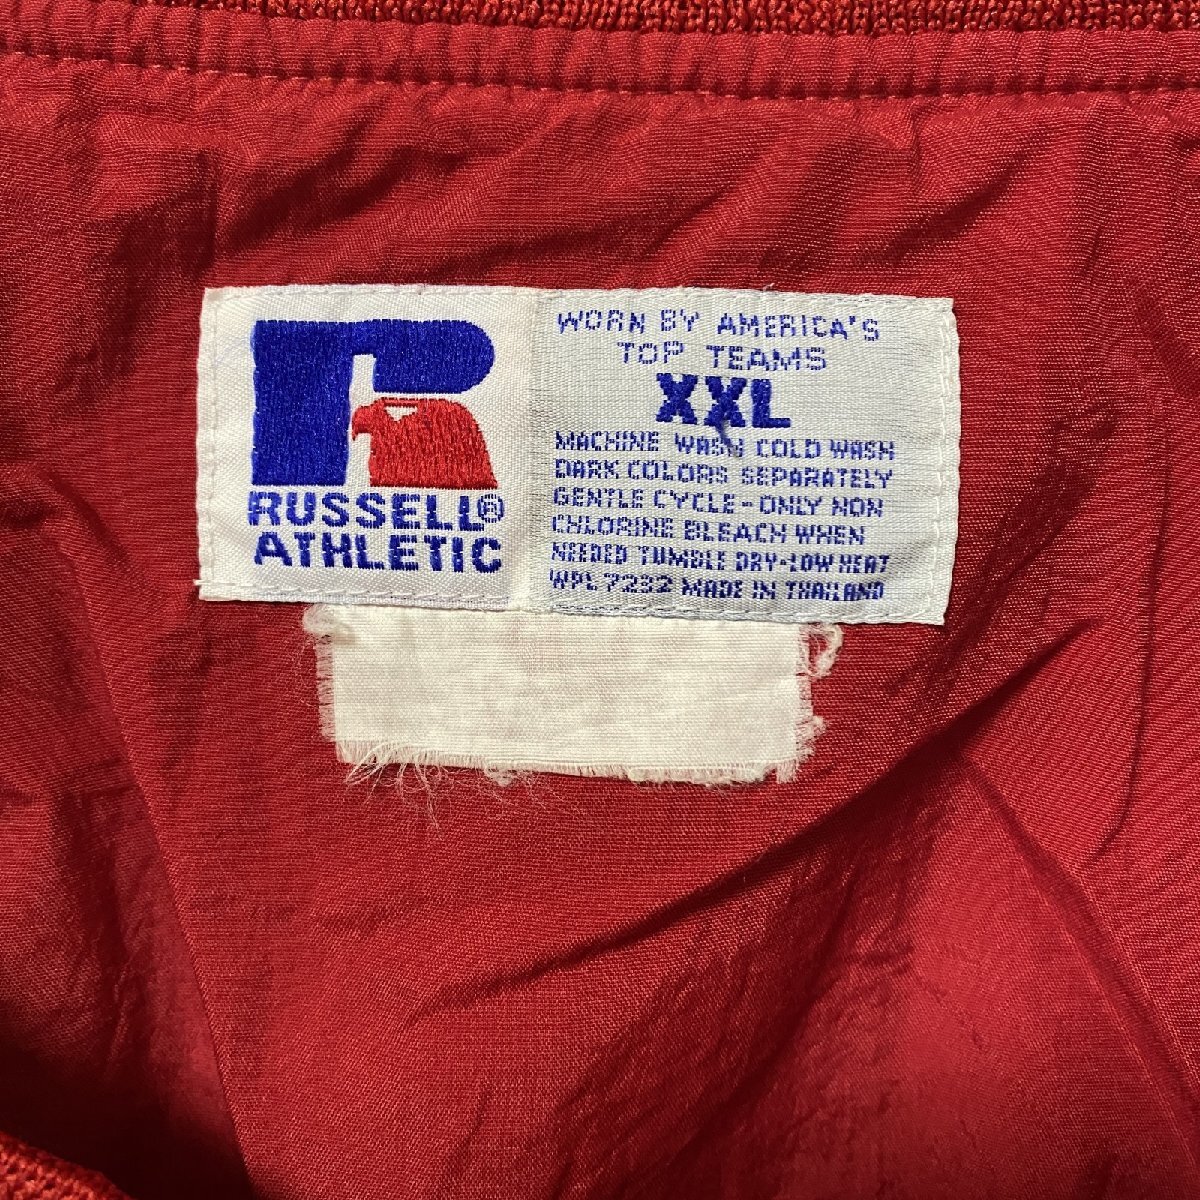 RUSSELL®
ATHLETIC
WORN BY AMERICA'S
TOP TEAMS
XXL
MACHINE WASH COLD WASH
DARK COLORS SEPARATELY
GENTLE CYCLE-ONLY NON
CHLORINE BLEACH WHEN
NEEDED TUMBLE DRY-LOW HEAT
WPL 7232 MADE IN THAILAND